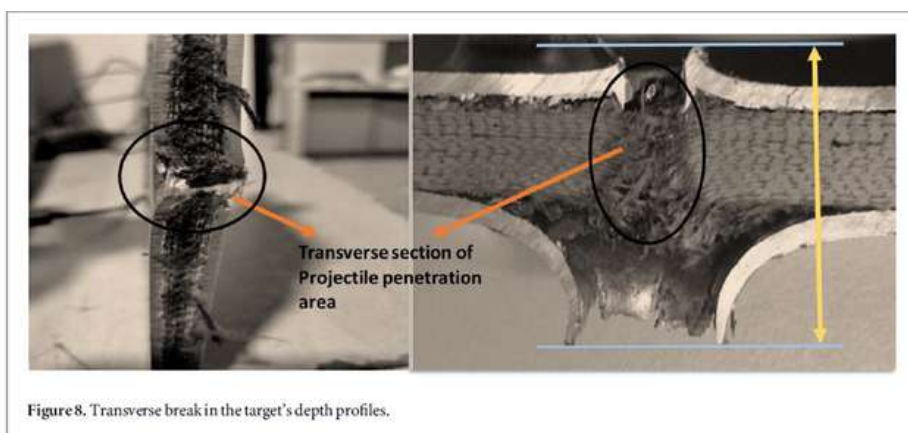 Transverse section of
Projectile penetration
area
Figure 8. Transverse break in the target's depth profiles.